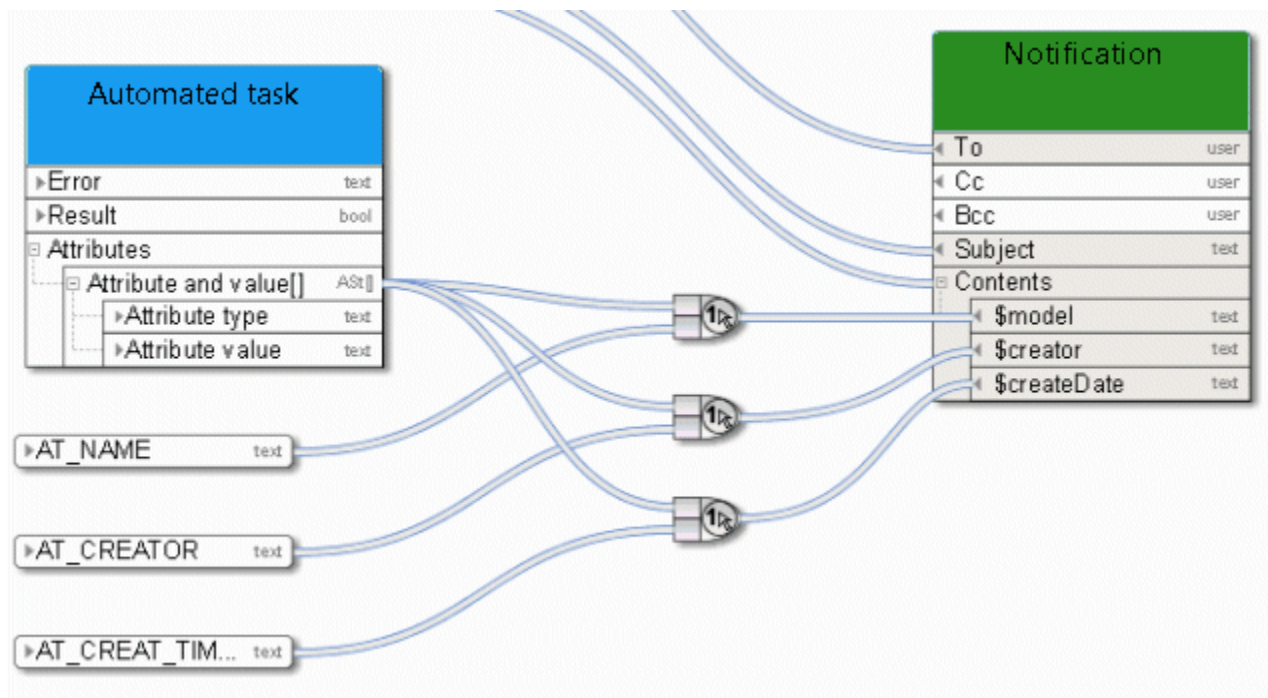 Automated task
Error text
Result bool
Attributes
Attribute and value[] ASt[]
Attribute type text
Attribute value text
AT_NAME text
AT_CREATOR text
AT_CREAT_TIM... text
1
1
1
Notification
To user
Cc user
Bcc user
Subject text
Contents
$model text
$creator text
$createDate text